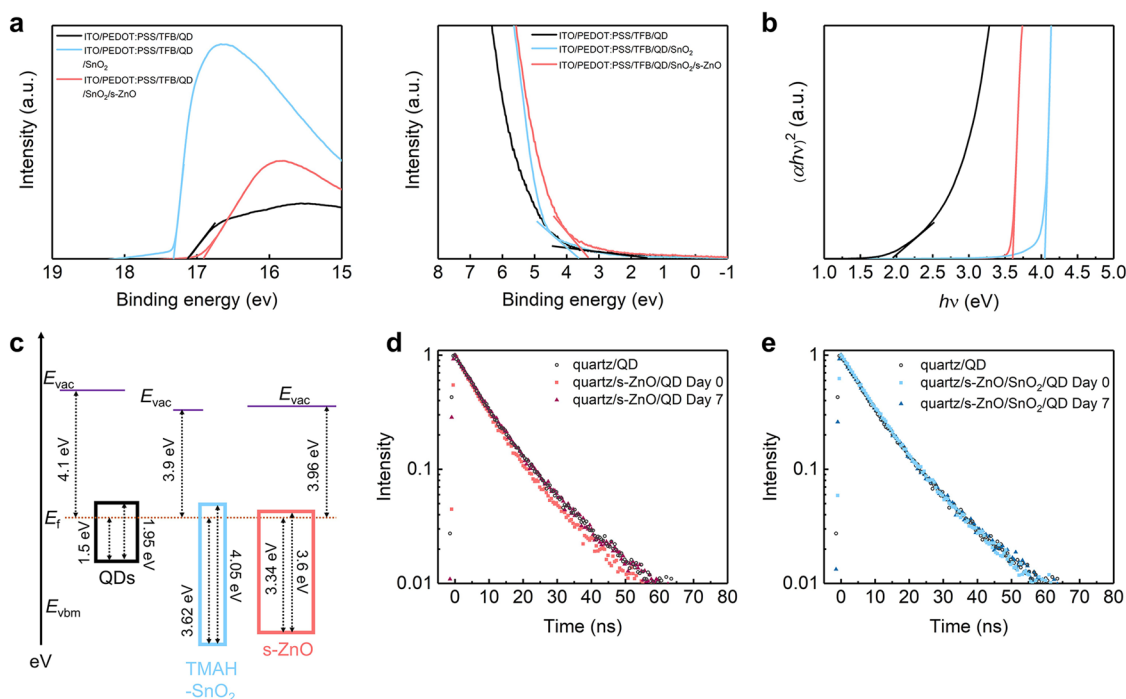 a
ITO/PEDOT:PSS/TFB/QD
ITO/PEDOT:PSS/TFB/QD
/SnO₂
ITO/PEDOT:PSS/TFB/QD
/SnO₂/s-ZnO
Intensity (a.u.)
19 18 17 16 15
Binding energy (ev)
ITO/PEDOT:PSS/TFB/QD
ITO/PEDOT:PSS/TFB/QD/SnO₂
ITO/PEDOT:PSS/TFB/QD/SnO₂/s-ZnO
Intensity (a.u.)
8 7 6 5 4 3 2 1 0 -1
Binding energy (ev)
b
(αhν)² (a.u.)
1.0 1.5 2.0 2.5 3.0 3.5 4.0 4.5 5.0
hν (eV)
c
Evac
Evac
Evac
4.1 eV
3.9 eV
3.96 eV
Ef
1.5 eV
1.95 eV
QDs
3.62 eV
4.05 eV
3.34 eV
3.6 eV
Evbm
s-ZnO
eV
TMAH
-SnO₂
d
quartz/QD
quartz/s-ZnO/QD Day 0
quartz/s-ZnO/QD Day 7
Intensity
1
0.1
0.01
0 10 20 30 40 50 60 70 80
Time (ns)
e
quartz/QD
quartz/s-ZnO/SnO₂/QD Day 0
quartz/s-ZnO/SnO₂/QD Day 7
Intensity
1
0.1
0.01
0 10 20 30 40 50 60 70 80
Time (ns)